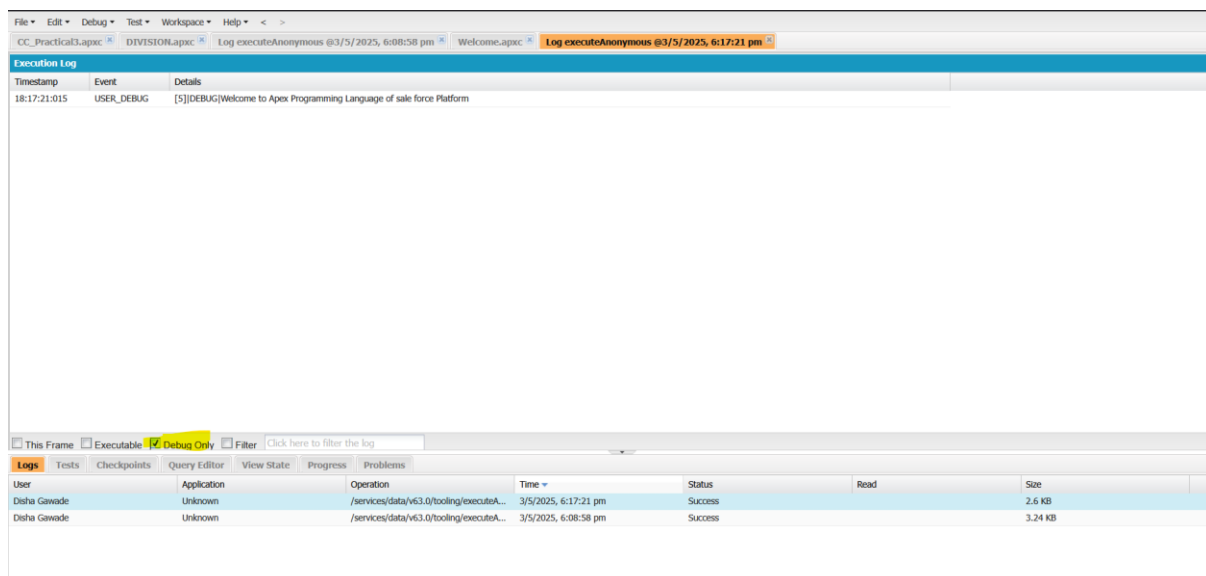 File Edit Debug Test Workspace Help < >
CC_Practical3.apxc DIVISION.apxc Log executeAnonymous @3/5/2025, 6:08:58 pm Welcome.apxc Log executeAnonymous @3/5/2025, 6:17:21 pm
Execution Log
Timestamp Event Details
18:17:21:015 USER_DEBUG [5]|DEBUG|Welcome to Apex Programming Language of sale force Platform
This Frame Executable Debug Only Filter Click here to filter the log
Logs Tests Checkpoints Query Editor View State Progress Problems
User Application Operation Time Status Read Size
Disha Gawade Unknown /services/data/v63.0/tooling/executeA... 3/5/2025, 6:17:21 pm Success 2.6 KB
Disha Gawade Unknown /services/data/v63.0/tooling/executeA... 3/5/2025, 6:08:58 pm Success 3.24 KB